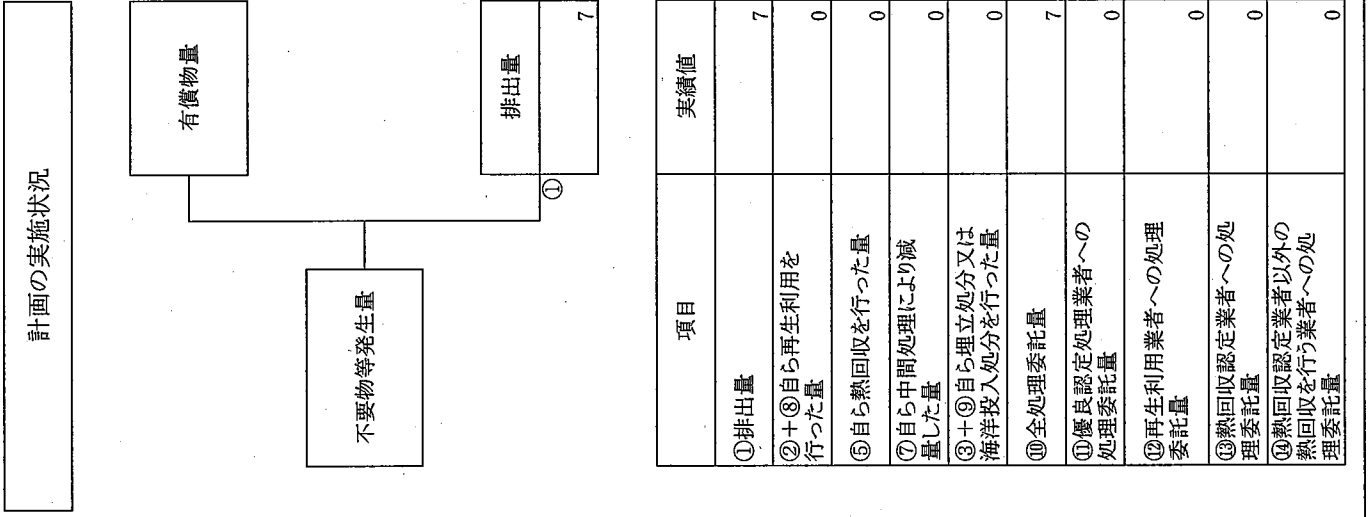 計画の実施状況
有償物量
不要物等発生量
排出量
①
7
項目
実績値
①排出量
7
②+⑧自ら再生利用を
行った量
0
⑤自ら熱回収を行った量
0
⑦自ら中間処理により減
量した量
0
③+⑨自ら埋立処分又は
海洋投入処分を行った量
0
⑩全処理委託量
7
⑪優良認定処理業者への
処理委託量
0
⑫再生利用業者への処理
委託量
0
⑬熱回収認定業者への処
理委託量
0
⑭熱回収認定業者以外の
熱回収を行う業者への処
理委託量
0